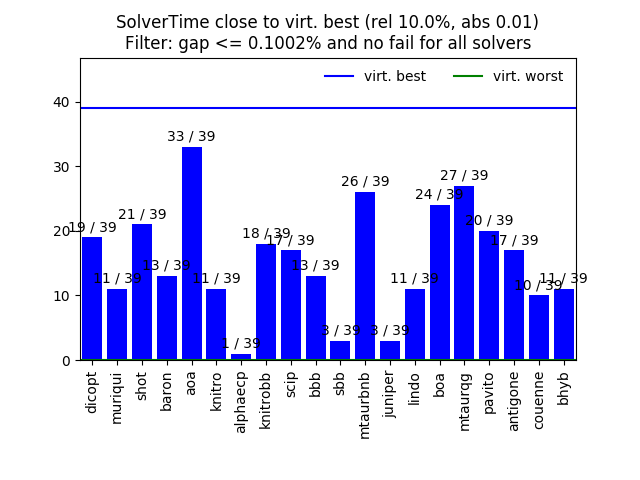 SolverTime close to virt. best (rel 10.0%, abs 0.01)
Filter: gap <= 0.1002% and no fail for all solvers
virt. best
virt. worst
40
30
20
10
0
19 / 39
11 / 39
21 / 39
13 / 39
33 / 39
11 / 39
1 / 39
18 / 39
17 / 39
13 / 39
3 / 39
26 / 39
3 / 39
11 / 39
24 / 39
27 / 39
20 / 39
17 / 39
10 / 39
11 / 39
dicopt
muriqui
shot
baron
aoa
knitro
alphaecp
knitrobb
scip
bbb
sbb
mtaurbnb
juniper
lindo
boa
mtaurqg
pavito
antigone
couenne
bhyb